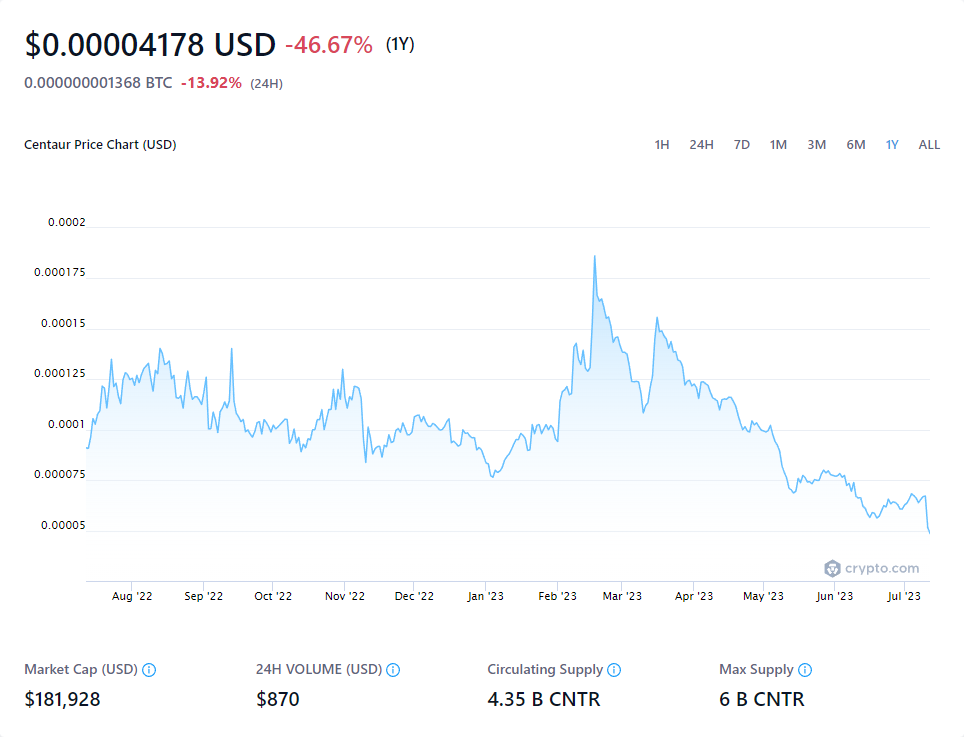 $0.00004178 USD -46.67% (1Y)
0.000000001368 BTC -13.92% (24H)
Centaur Price Chart (USD) 1H 24H 7D 1M 3M 6M 1Y ALL
0.0002
0.000175
0.00015
0.000125
0.0001
0.000075
0.00005
crypto.com
Aug '22 Sep '22 Oct '22 Nov '22 Dec '22 Jan '23 Feb '23 Mar '23 Apr '23 May '23 Jun '23 Jul '23
Market Cap (USD) 24H VOLUME (USD) Circulating Supply Max Supply
$181,928 $870 4.35 B CNTR 6 B CNTR